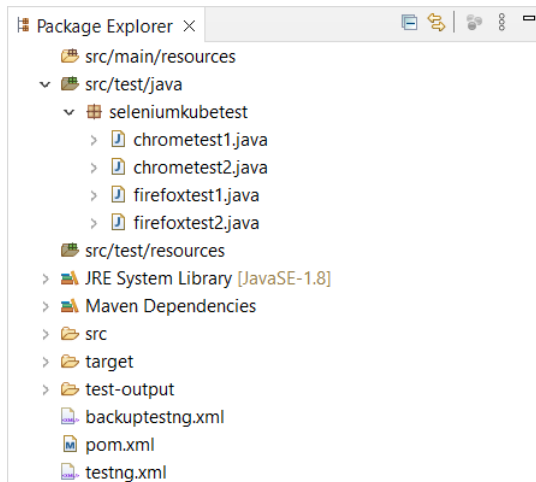 Package Explorer
src/main/resources
src/test/java
seleniumkubetest
chrometest1.java
chrometest2.java
firefoxtest1.java
firefoxtest2.java
src/test/resources
JRE System Library [JavaSE-1.8]
Maven Dependencies
src
target
test-output
backuptestng.xml
pom.xml
testng.xml